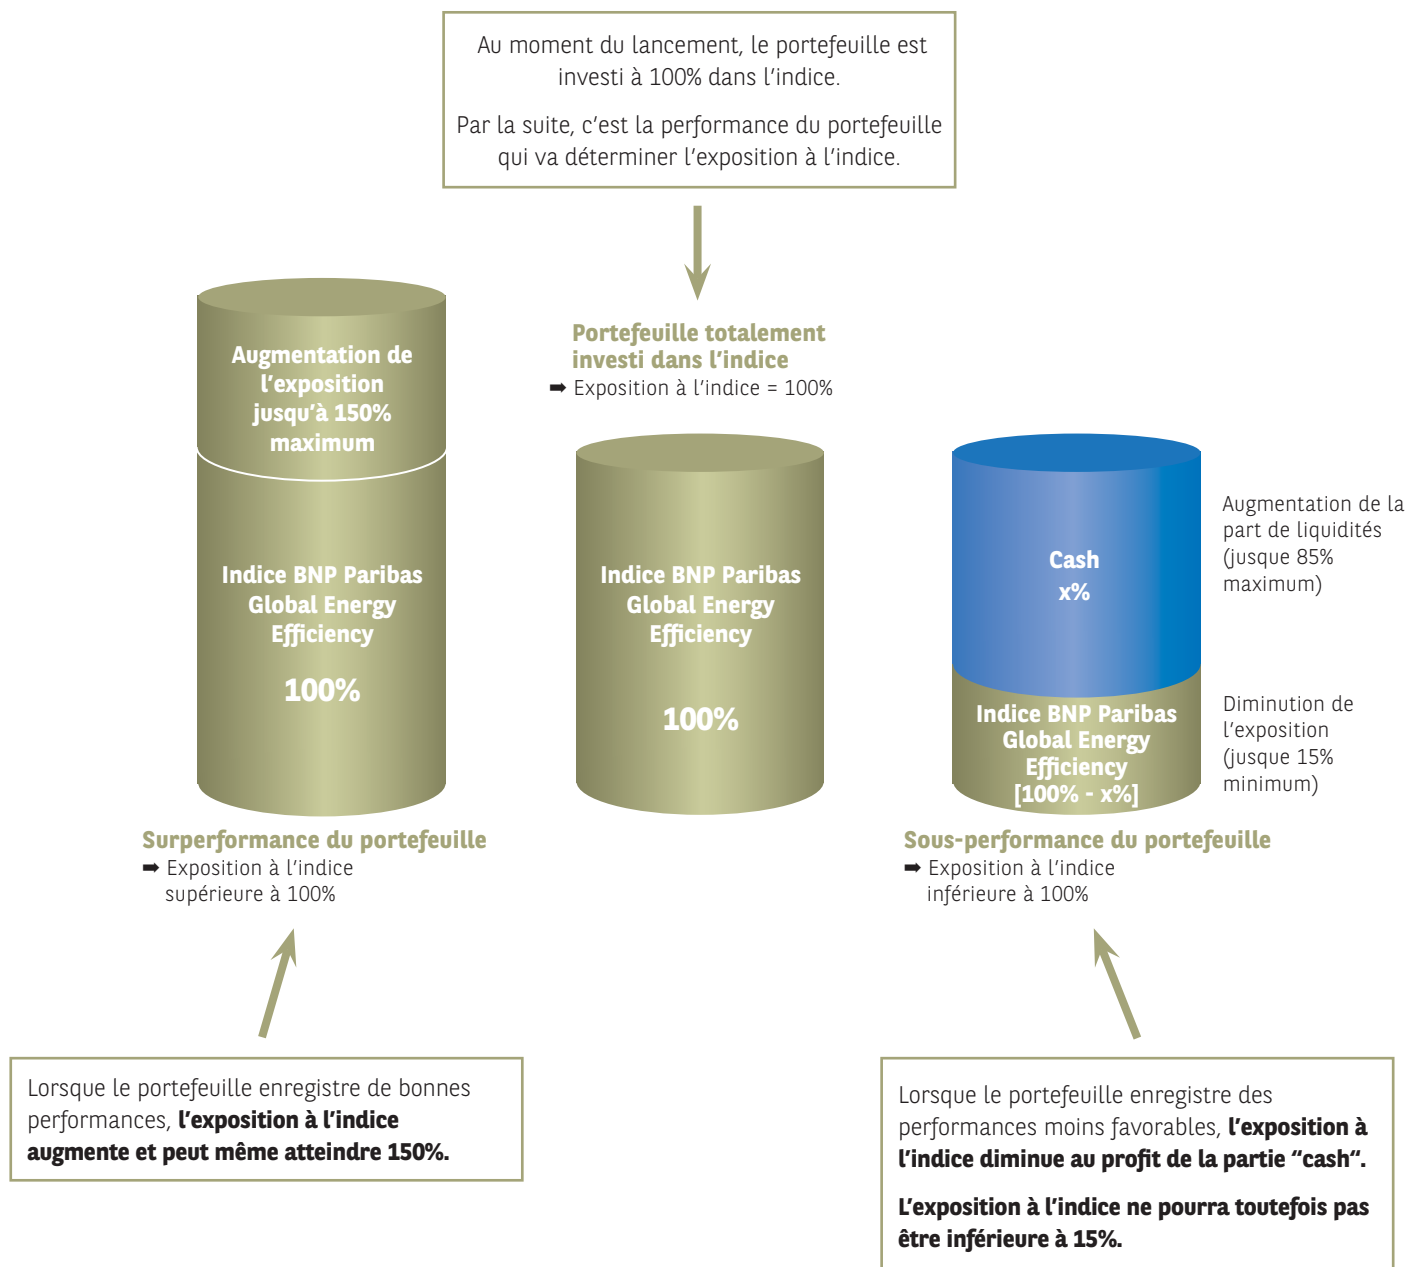 Au moment du lancement, le portefeuille est
investi à 100% dans l'indice.
Par la suite, c'est la performance du portefeuille
qui va déterminer l'exposition à l'indice.
Portefeuille totalement
investi dans l'indice
➡ Exposition à l'indice = 100%
Augmentation de
l'exposition
jusqu'à 150%
maximum
Indice BNP Paribas
Global Energy
Efficiency
100%
Indice BNP Paribas
Global Energy
Efficiency
100%
Cash
x%
Augmentation de la
part de liquidités
(jusque 85%
maximum)
Indice BNP Paribas
Global Energy
Efficiency
[100% - x%]
Diminution de
l'exposition
(jusque 15%
minimum)
Surperformance du portefeuille
➡ Exposition à l'indice
supérieure à 100%
Sous-performance du portefeuille
➡ Exposition à l'indice
inférieure à 100%
Lorsque le portefeuille enregistre de bonnes
performances, l'exposition à l'indice
augmente et peut même atteindre 150%.
Lorsque le portefeuille enregistre des
performances moins favorables, l'exposition à
l'indice diminue au profit de la partie “cash“.
L'exposition à l'indice ne pourra toutefois pas
être inférieure à 15%.